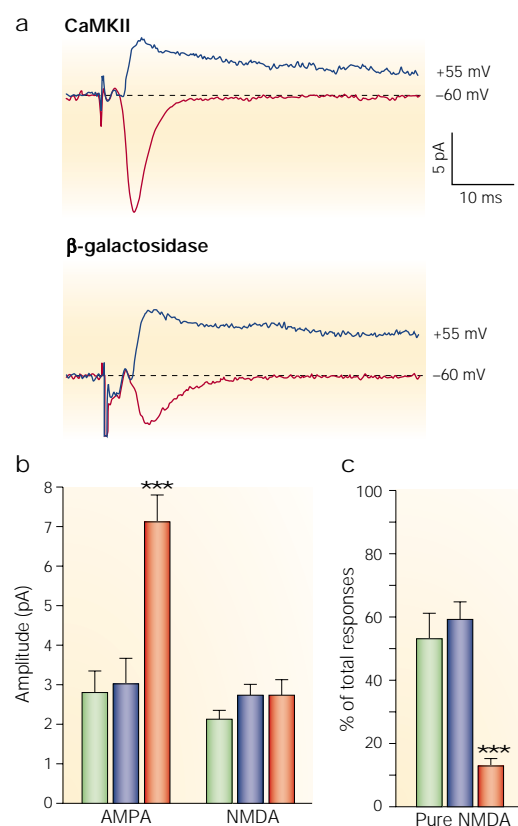 a
CaMKII
+55 mV
–60 mV
5 pA
10 ms
β-galactosidase
+55 mV
–60 mV
b
8
7
6
5
4
3
2
1
0
Amplitude (pA)
***
AMPA
NMDA
c
100
80
60
40
20
0
% of total responses
***
Pure NMDA